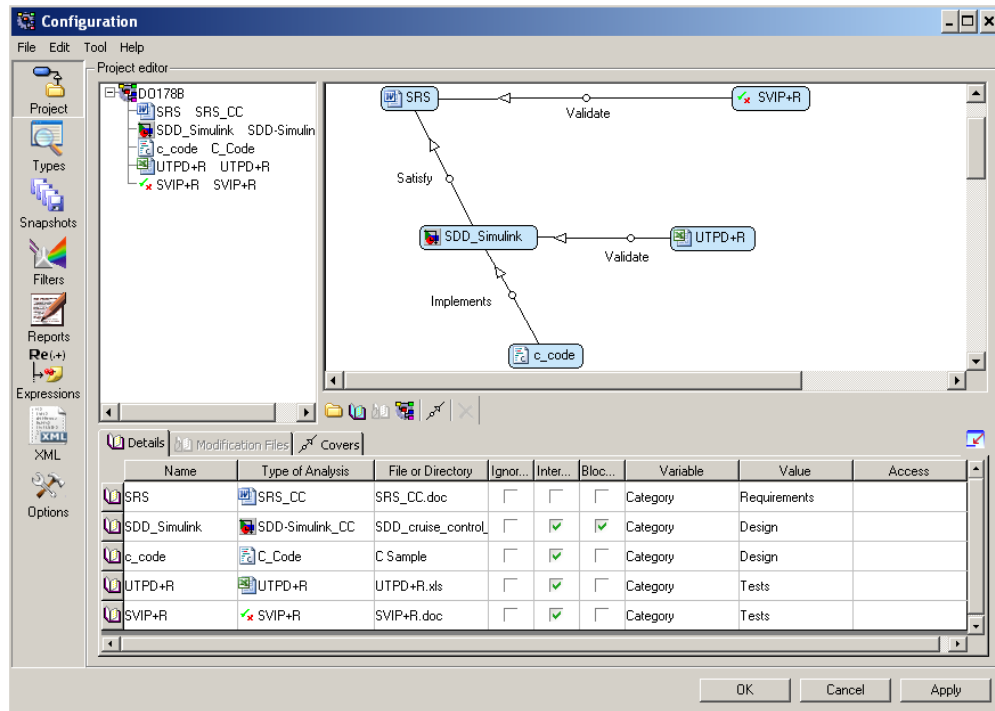 Configuration
File Edit Tool Help
Project editor
Project
Types
Snapshots
Filters
Reports
Re(.+)
Expressions
XML
XML
Options
DO178B
SRS SRS_CC
SDD_Simulink SDD-Simulin
c_code C_Code
UTPD+R UTPD+R
SVIP+R SVIP+R
SRS
SVIP+R
Validate
Satisfy
SDD_Simulink
UTPD+R
Validate
Implements
c_code
Details Modification Files Covers
Name Type of Analysis File or Directory Ignor... Inter... Bloc... Variable Value Access
SRS SRS_CC SRS_CC.doc Category Requirements
SDD_Simulink SDD-Simulink_CC SDD_cruise_control_ Category Design
c_code C_Code C Sample Category Design
UTPD+R UTPD+R UTPD+R.xls Category Tests
SVIP+R SVIP+R SVIP+R.doc Category Tests
OK Cancel Apply